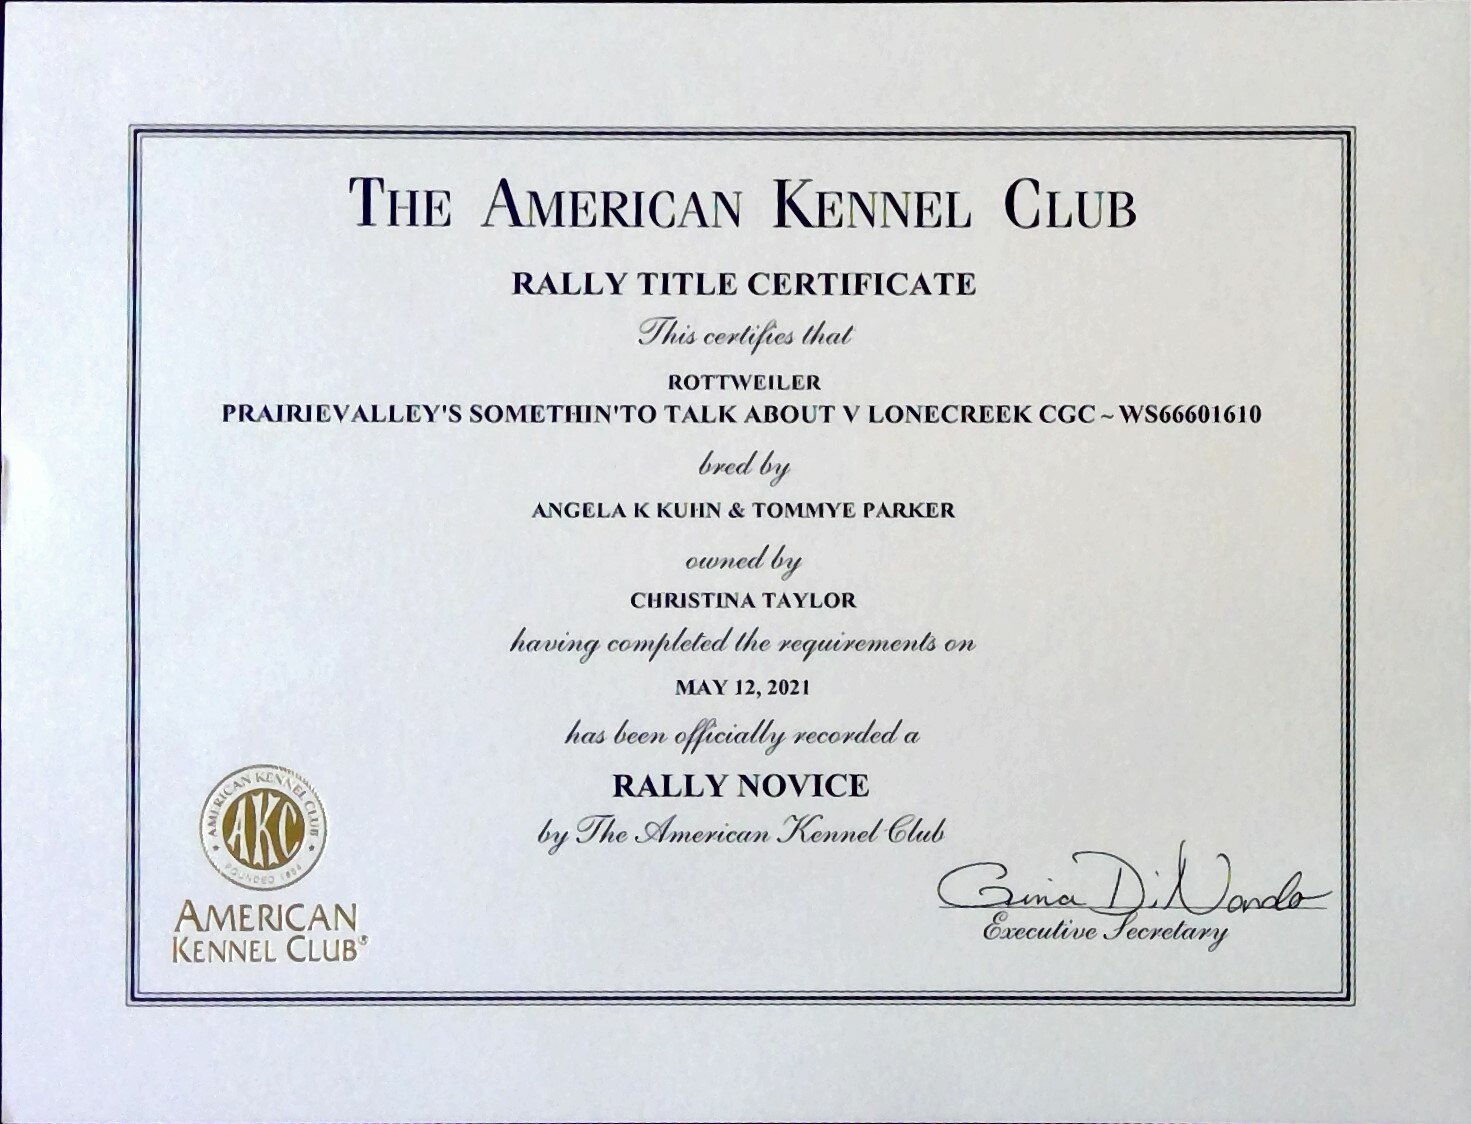 THE AMERICAN KENNEL CLUB
RALLY TITLE CERTIFICATE
This certifies that
ROTTWEILER
PRAIRIEVALLEY'S SOMETHIN'TO TALK ABOUT V LONECREEK CGC ~ WS66601610
bred by
ANGELA K KUHN & TOMMYE PARKER
owned by
CHRISTINA TAYLOR
having completed the requirements on
MAY 12, 2021
has been officially recorded a
RALLY NOVICE
by The American Kennel Club
AMERICAN KENNEL CLUB
AKC
FOUNDED 1884
AMERICAN
KENNEL CLUB®
Gina DiNardo
Executive Secretary